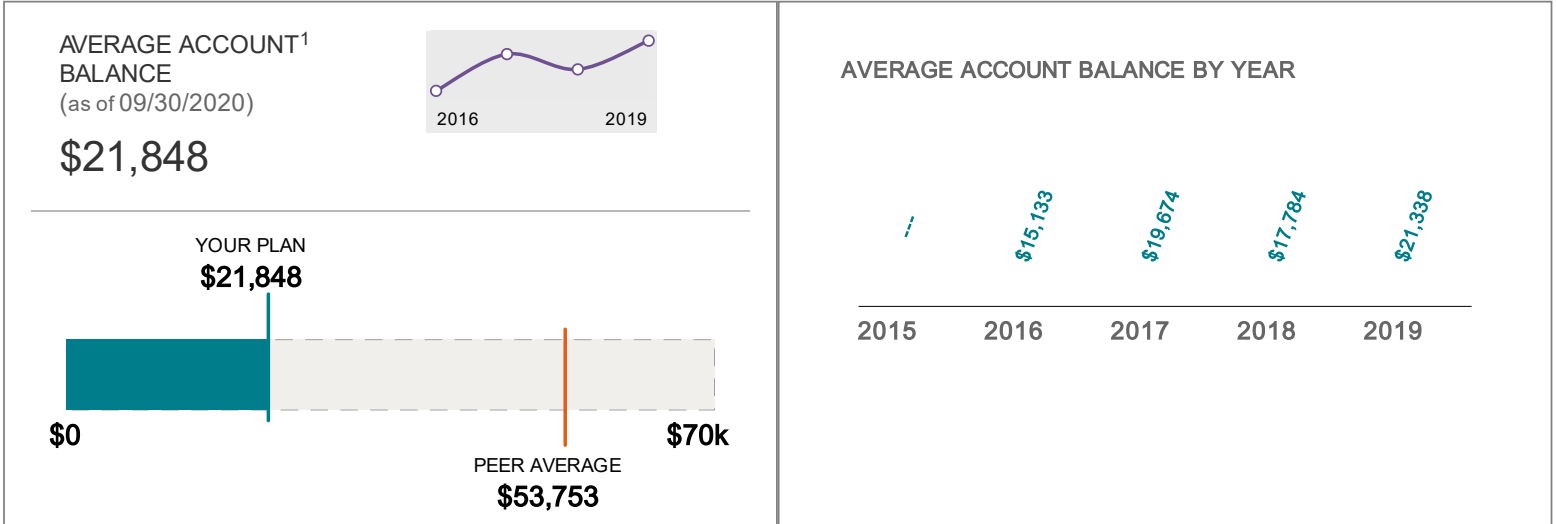 AVERAGE ACCOUNT1
BALANCE
(as of 09/30/2020)
$21,848
2016 2019
YOUR PLAN
$21,848
$0 $70k
PEER AVERAGE
$53,753
AVERAGE ACCOUNT BALANCE BY YEAR
--- $15,133 $19,674 $17,784 $21,338
2015 2016 2017 2018 2019